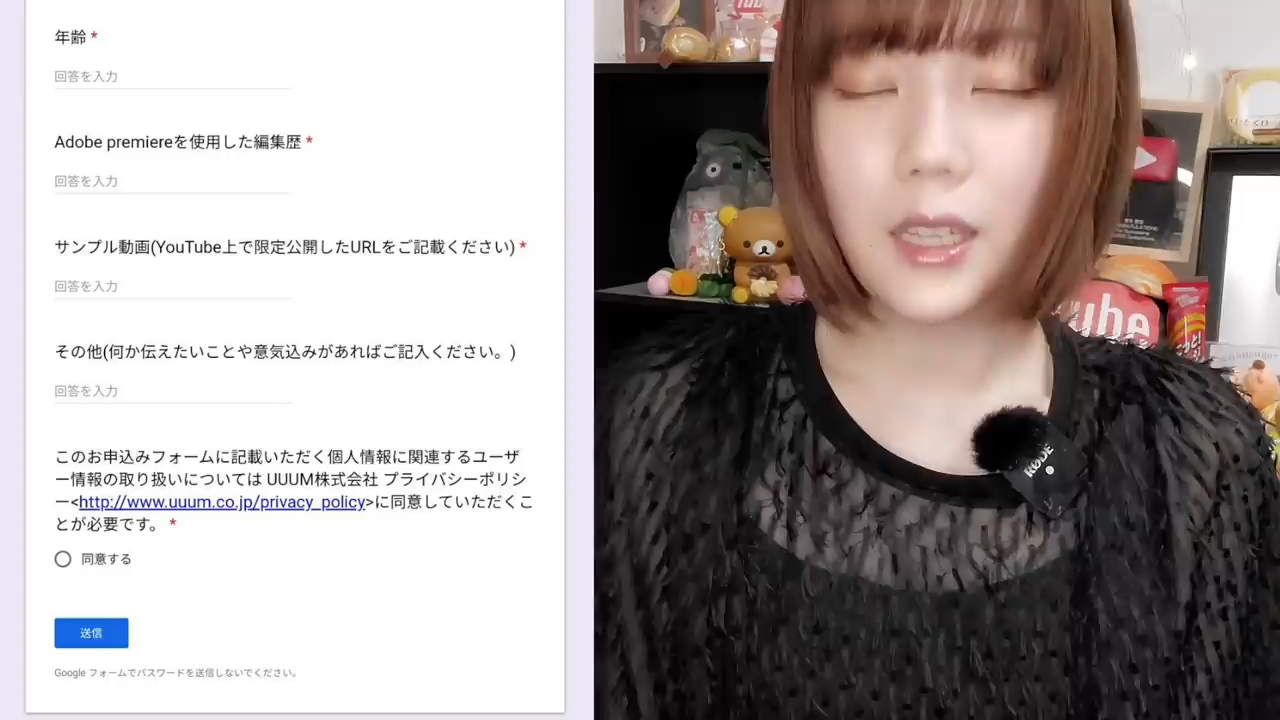 年齢 *
回答を入力
Adobe premiereを使用した編集歴 *
回答を入力
サンプル動画(YouTube上で限定公開したURLをご記載ください) *
回答を入力
その他(何か伝えたいことや意気込みがあればご記入ください。)
回答を入力
このお申込みフォームに記載いただく個人情報に関連するユーザ
ー情報の取り扱いについては UUUM株式会社 プライバシーポリシ
ー<http://www.uuum.co.jp/privacy_policy>に同意していただくこ
とが必要です。 *
同意する
送信
Google フォームでパスワードを送信しないでください。
RØDE
ube